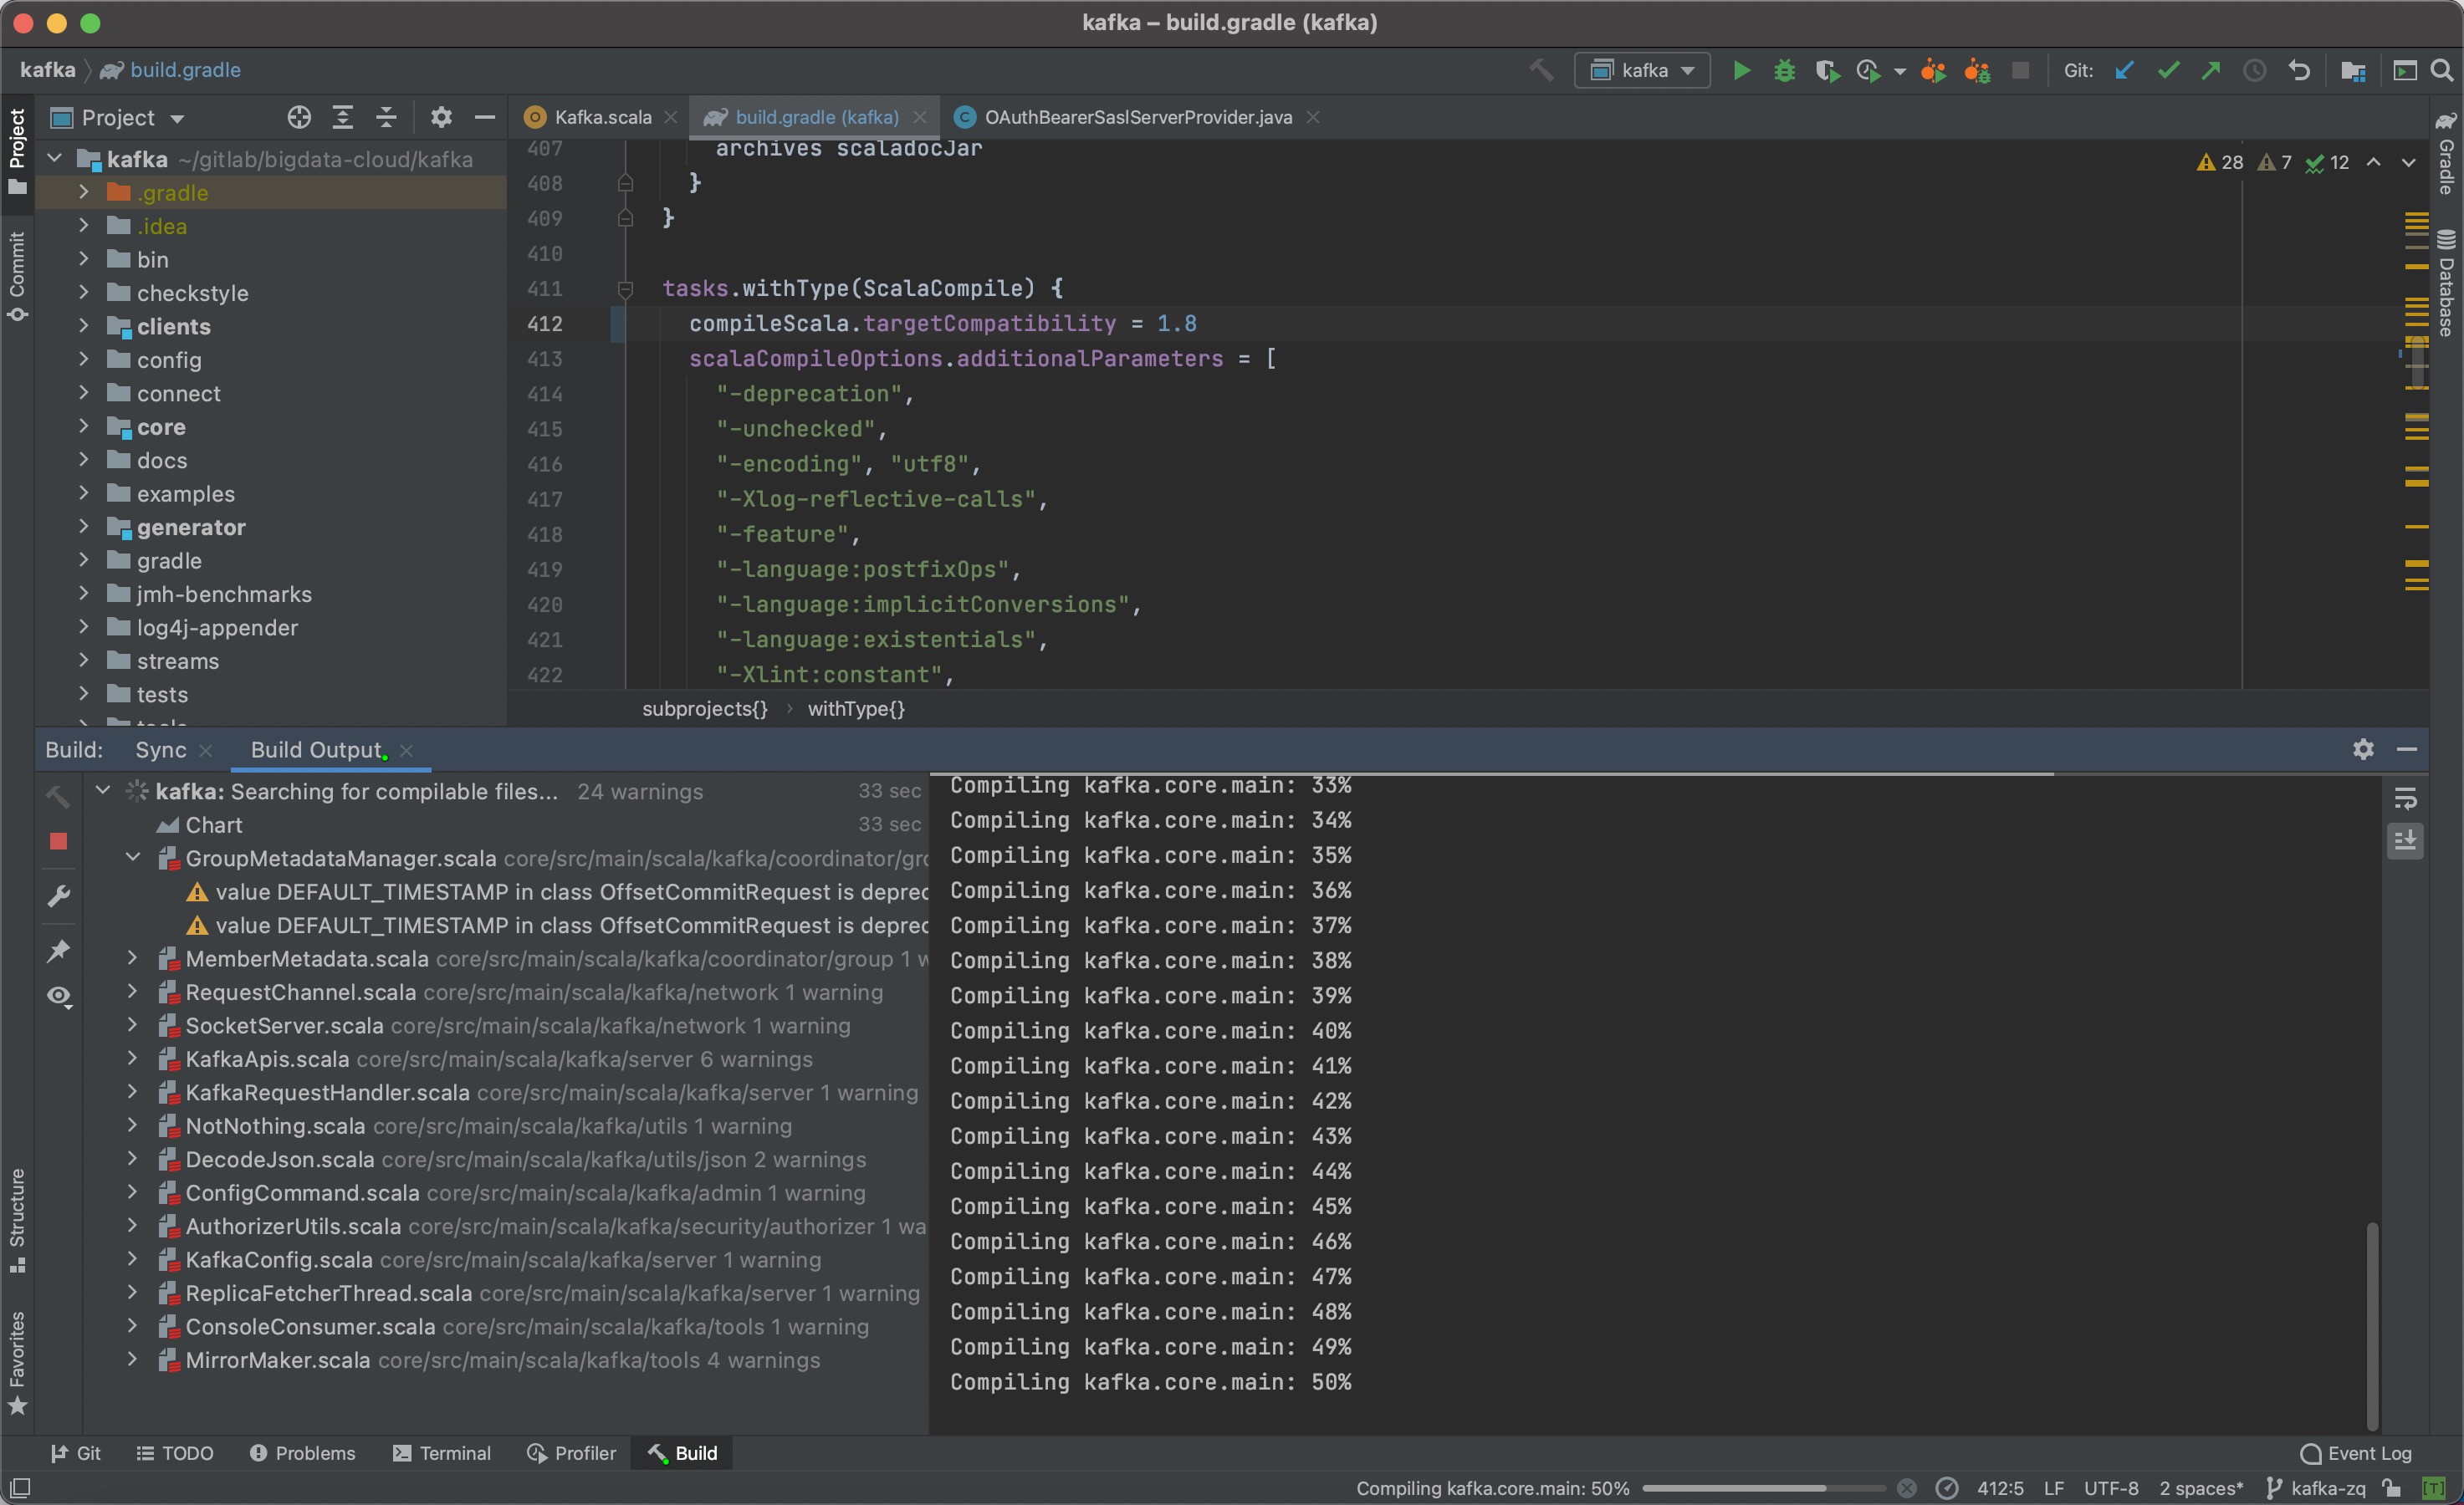 kafka – build.gradle (kafka)
kafka build.gradle
kafka
Git:
Project
Commit
Structure
Favorites
Project
kafka ~/gitlab/bigdata-cloud/kafka
.gradle
.idea
bin
checkstyle
clients
config
connect
core
docs
examples
generator
gradle
jmh-benchmarks
log4j-appender
streams
tests
Kafka.scala
build.gradle (kafka)
OAuthBearerSaslServerProvider.java
28 7 12
407 archives scaladocJar
408 }
409 }
410
411 tasks.withType(ScalaCompile) {
412 compileScala.targetCompatibility = 1.8
413 scalaCompileOptions.additionalParameters = [
414 "-deprecation",
415 "-unchecked",
416 "-encoding", "utf8",
417 "-Xlog-reflective-calls",
418 "-feature",
419 "-language:postfixOps",
420 "-language:implicitConversions",
421 "-language:existentials",
422 "-Xlint:constant",
subprojects{} › withType{}
Gradle
Database
Build: Sync Build Output
kafka: Searching for compilable files... 24 warnings 33 sec
Chart 33 sec
GroupMetadataManager.scala core/src/main/scala/kafka/coordinator/gro
value DEFAULT_TIMESTAMP in class OffsetCommitRequest is deprec
value DEFAULT_TIMESTAMP in class OffsetCommitRequest is deprec
MemberMetadata.scala core/src/main/scala/kafka/coordinator/group 1 w
RequestChannel.scala core/src/main/scala/kafka/network 1 warning
SocketServer.scala core/src/main/scala/kafka/network 1 warning
KafkaApis.scala core/src/main/scala/kafka/server 6 warnings
KafkaRequestHandler.scala core/src/main/scala/kafka/server 1 warning
NotNothing.scala core/src/main/scala/kafka/utils 1 warning
DecodeJson.scala core/src/main/scala/kafka/utils/json 2 warnings
ConfigCommand.scala core/src/main/scala/kafka/admin 1 warning
AuthorizerUtils.scala core/src/main/scala/kafka/security/authorizer 1 wa
KafkaConfig.scala core/src/main/scala/kafka/server 1 warning
ReplicaFetcherThread.scala core/src/main/scala/kafka/server 1 warning
ConsoleConsumer.scala core/src/main/scala/kafka/tools 1 warning
MirrorMaker.scala core/src/main/scala/kafka/tools 4 warnings
Compiling kafka.core.main: 33%
Compiling kafka.core.main: 34%
Compiling kafka.core.main: 35%
Compiling kafka.core.main: 36%
Compiling kafka.core.main: 37%
Compiling kafka.core.main: 38%
Compiling kafka.core.main: 39%
Compiling kafka.core.main: 40%
Compiling kafka.core.main: 41%
Compiling kafka.core.main: 42%
Compiling kafka.core.main: 43%
Compiling kafka.core.main: 44%
Compiling kafka.core.main: 45%
Compiling kafka.core.main: 46%
Compiling kafka.core.main: 47%
Compiling kafka.core.main: 48%
Compiling kafka.core.main: 49%
Compiling kafka.core.main: 50%
Git TODO Problems Terminal Profiler Build Event Log
Compiling kafka.core.main: 50% 412:5 LF UTF-8 2 spaces* kafka-zq [T]